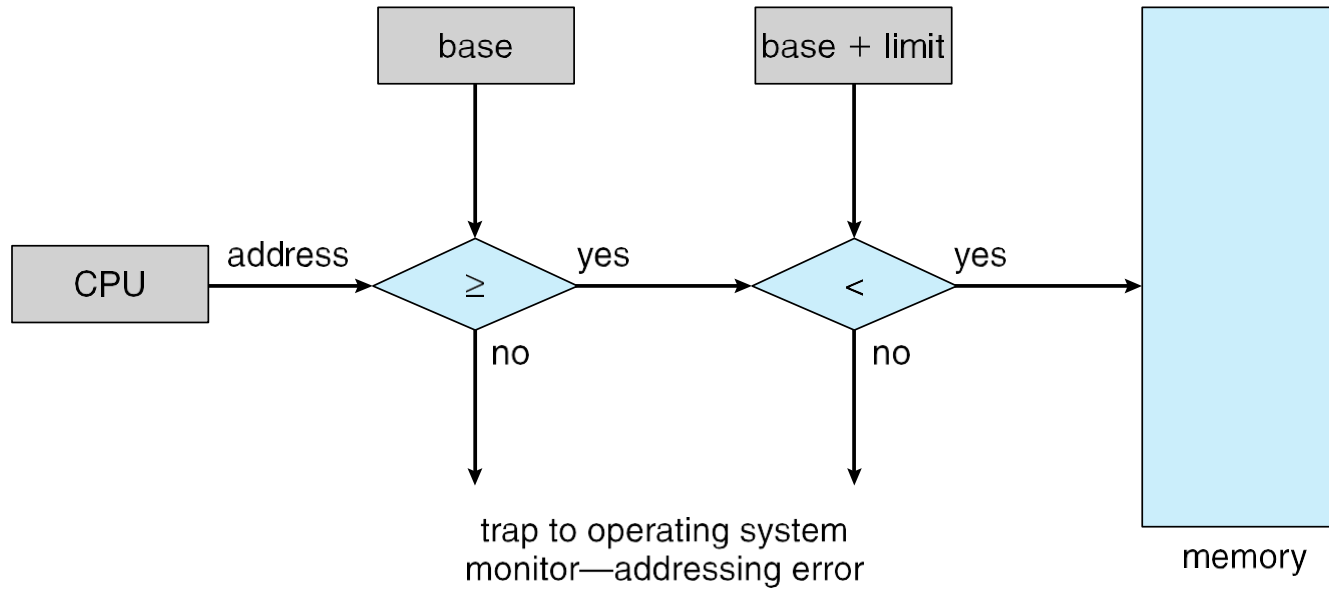 base
base + limit
CPU
address
≥
yes
<
yes
no
no
trap to operating system
monitor—addressing error
memory